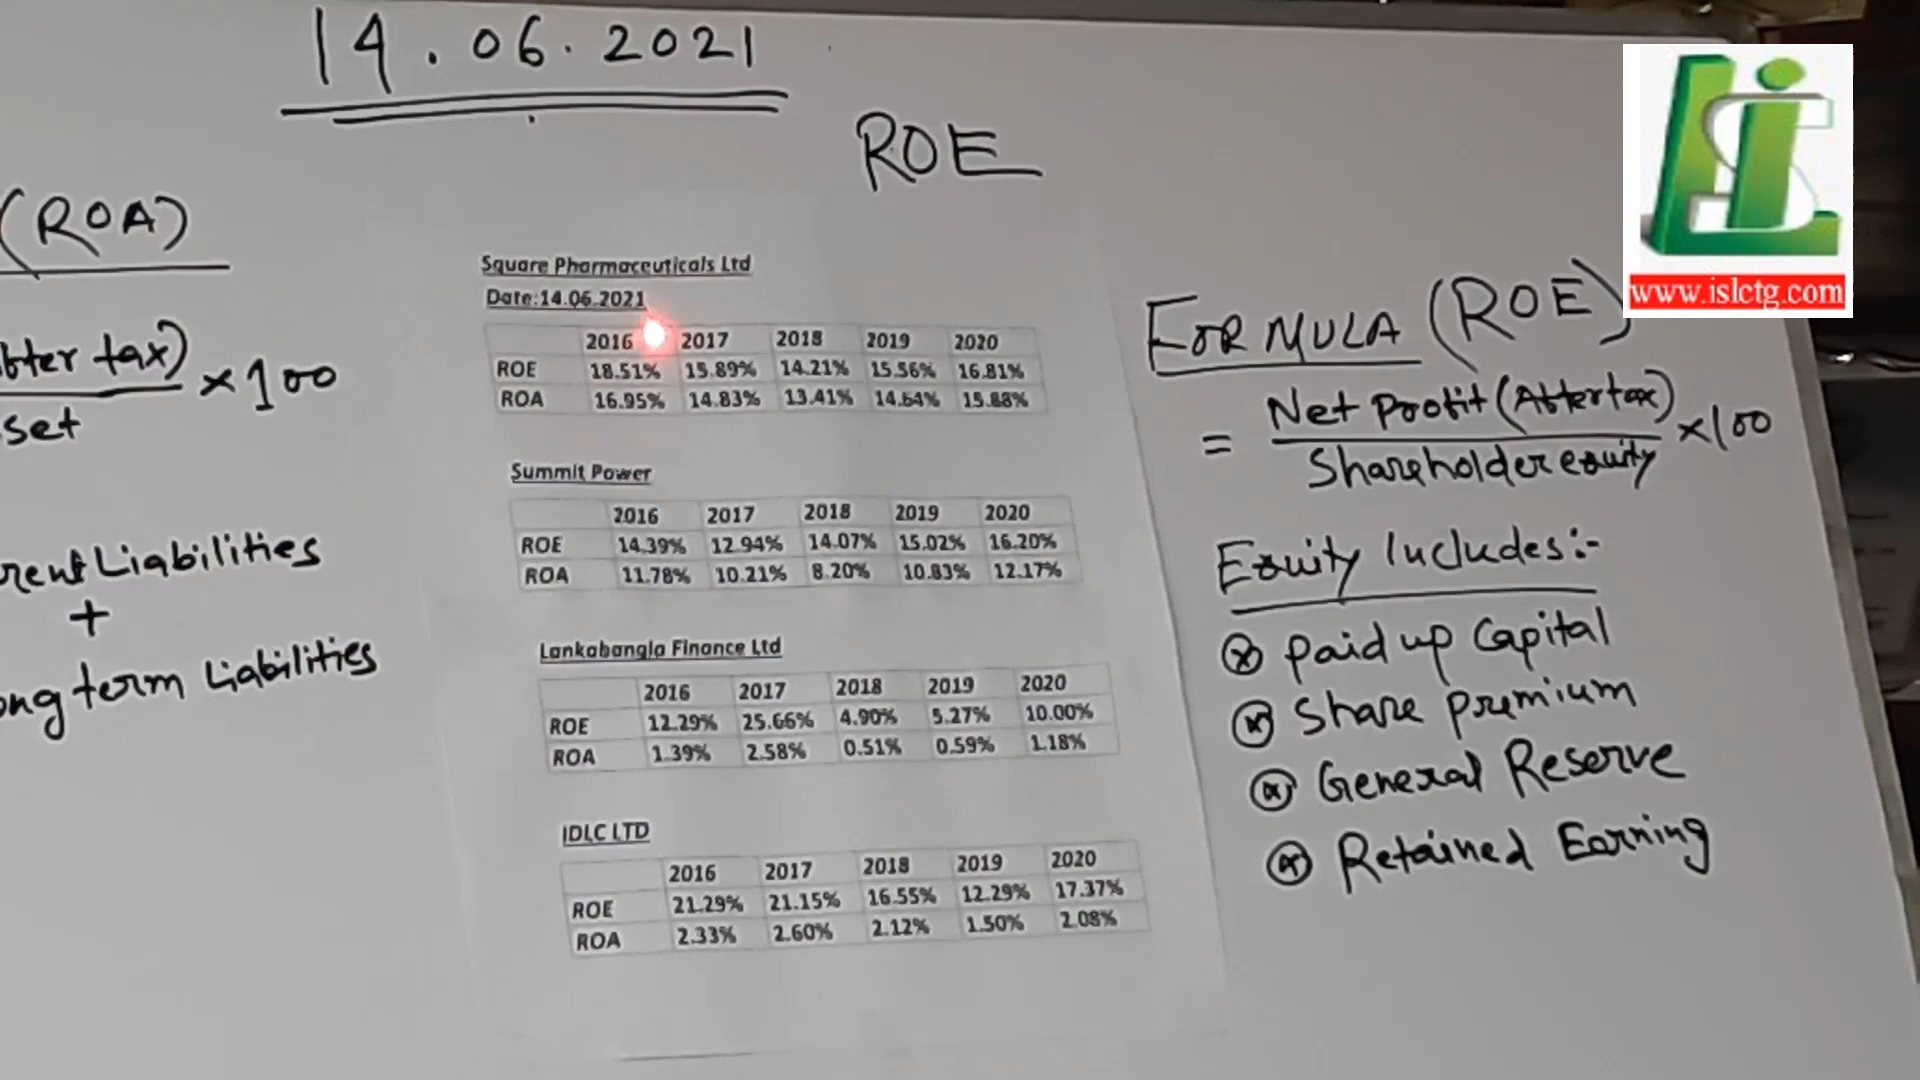 14.06.2021
ROE
(ROA)
After tax) ×100
set
rent Liabilities
+
ong term Liabilities
Square Pharmaceuticals Ltd
Date:14.06.2021
2016 2017 2018 2019 2020
ROE 18.51% 15.89% 14.21% 15.56% 16.81%
ROA 16.95% 14.83% 13.41% 14.64% 15.88%
Summit Power
2016 2017 2018 2019 2020
ROE 14.39% 12.94% 14.07% 15.02% 16.20%
ROA 11.78% 10.21% 8.20% 10.83% 12.17%
Lankabangla Finance Ltd
2016 2017 2018 2019 2020
ROE 12.29% 25.66% 4.90% 5.27% 10.00%
ROA 1.39% 2.58% 0.51% 0.59% 1.18%
IDLC LTD
2016 2017 2018 2019 2020
ROE 21.29% 21.15% 16.55% 12.29% 17.37%
ROA 2.33% 2.60% 2.12% 1.50% 2.08%
FORMULA (ROE)
= Net Profit (After tax) ×100
Shareholder equity
Equity Includes:-
Paid up Capital
Share premium
General Reserve
Retained Earning
LSi
www.islctg.com